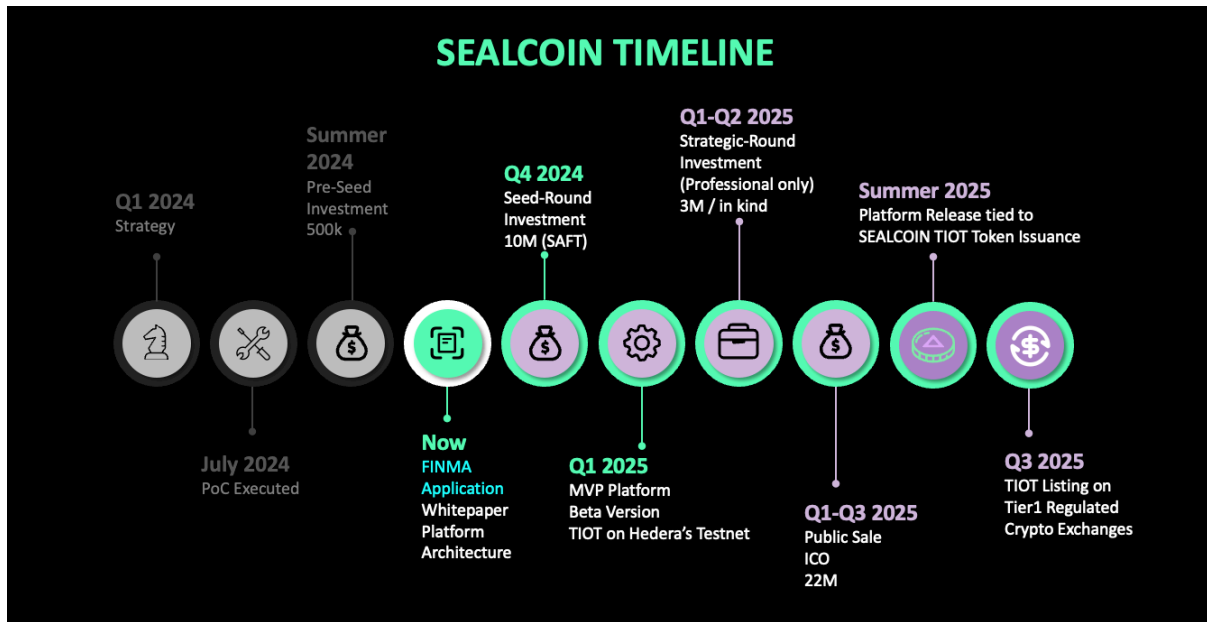 SEALCOIN TIMELINE
Q1 2024
Strategy
July 2024
PoC Executed
Summer
2024
Pre-Seed
Investment
500k
Now
FINMA
Application
Whitepaper
Platform
Architecture
Q4 2024
Seed-Round
Investment
10M (SAFT)
Q1 2025
MVP Platform
Beta Version
TIOT on Hedera's Testnet
Q1-Q2 2025
Strategic-Round
Investment
(Professional only)
3M / in kind
Q1-Q3 2025
Public Sale
ICO
22M
Summer 2025
Platform Release tied to
SEALCOIN TIOT Token Issuance
Q3 2025
TIOT Listing on
Tier1 Regulated
Crypto Exchanges